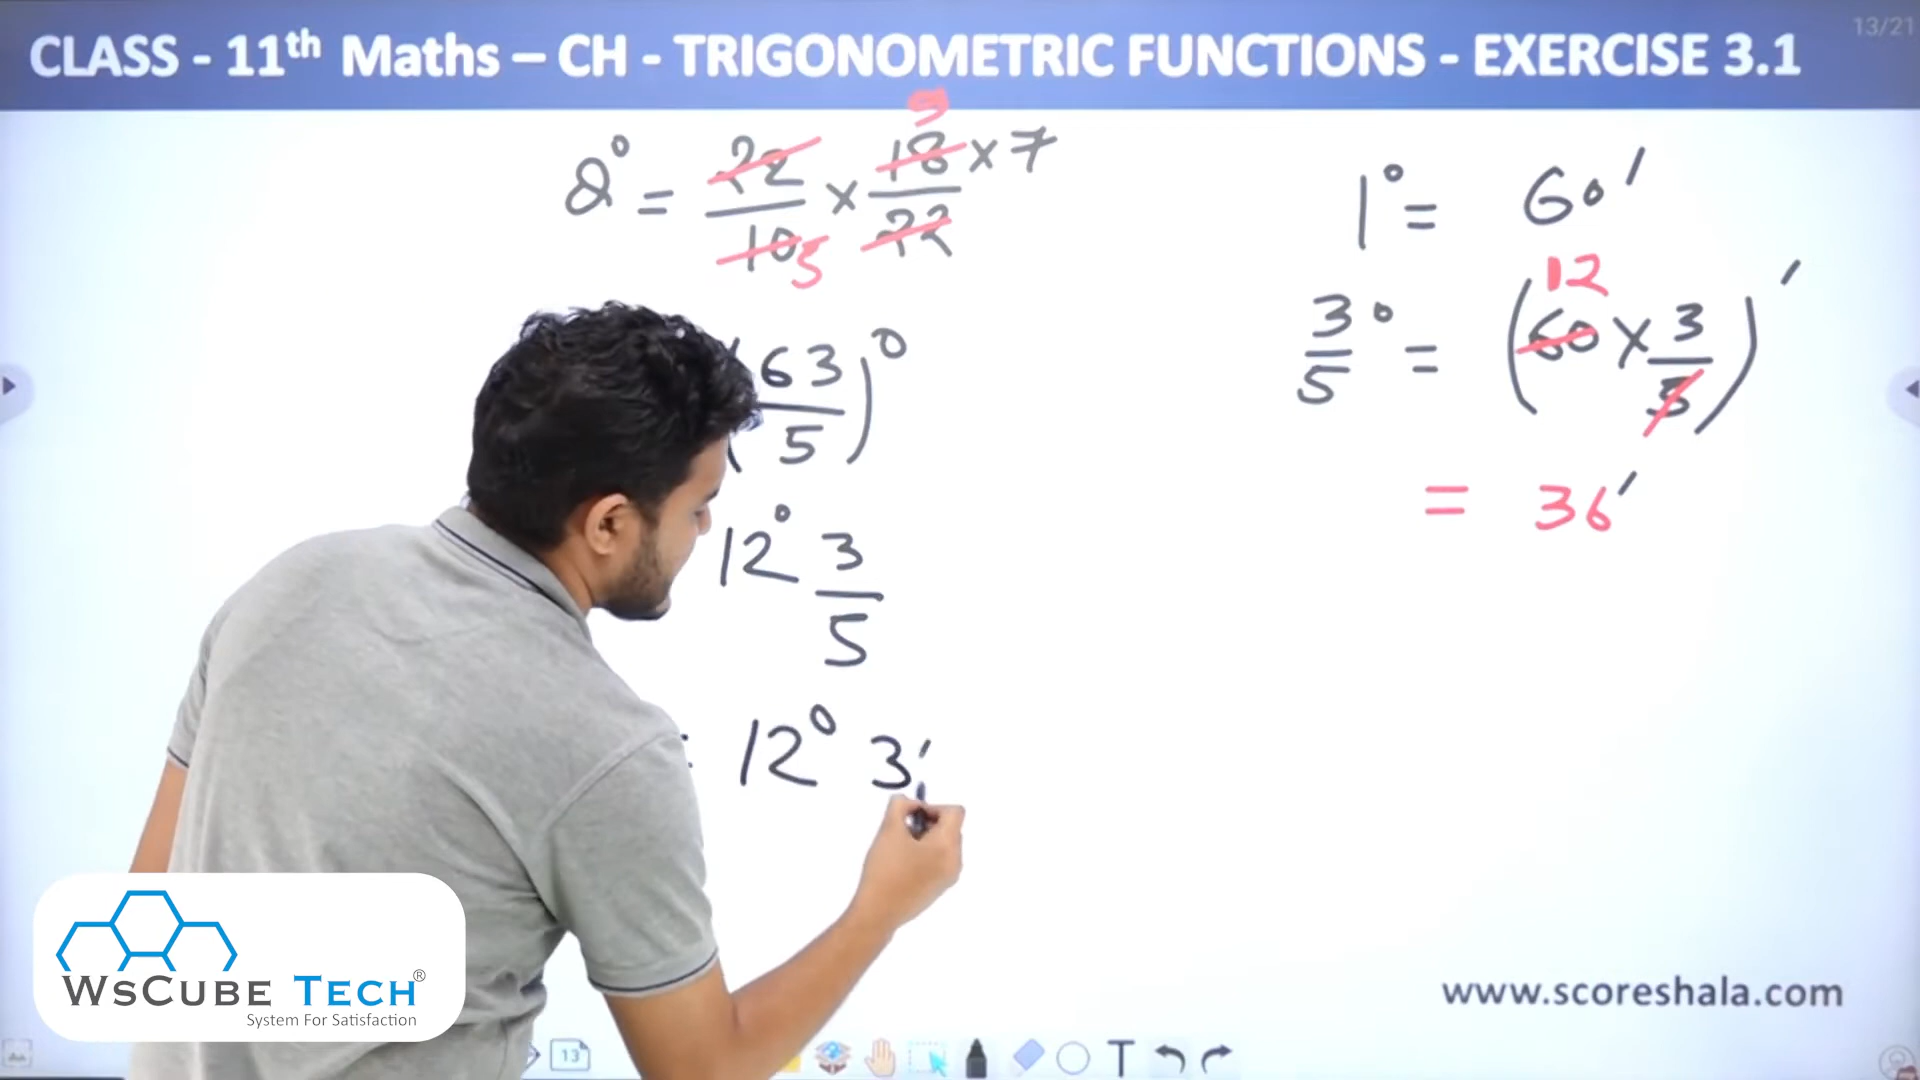 13/21
CLASS - 11th Maths – CH - TRIGONOMETRIC FUNCTIONS - EXERCISE 3.1
θ° = 22/10 5 × 18/22 × 7
9
(63/5)°
12° 3/5
= 12° 3
1° = 60′
12
3/5° = (60 × 3/5)′
= 36′
WSCUBE TECH®
System For Satisfaction
www.scoreshala.com
13
T